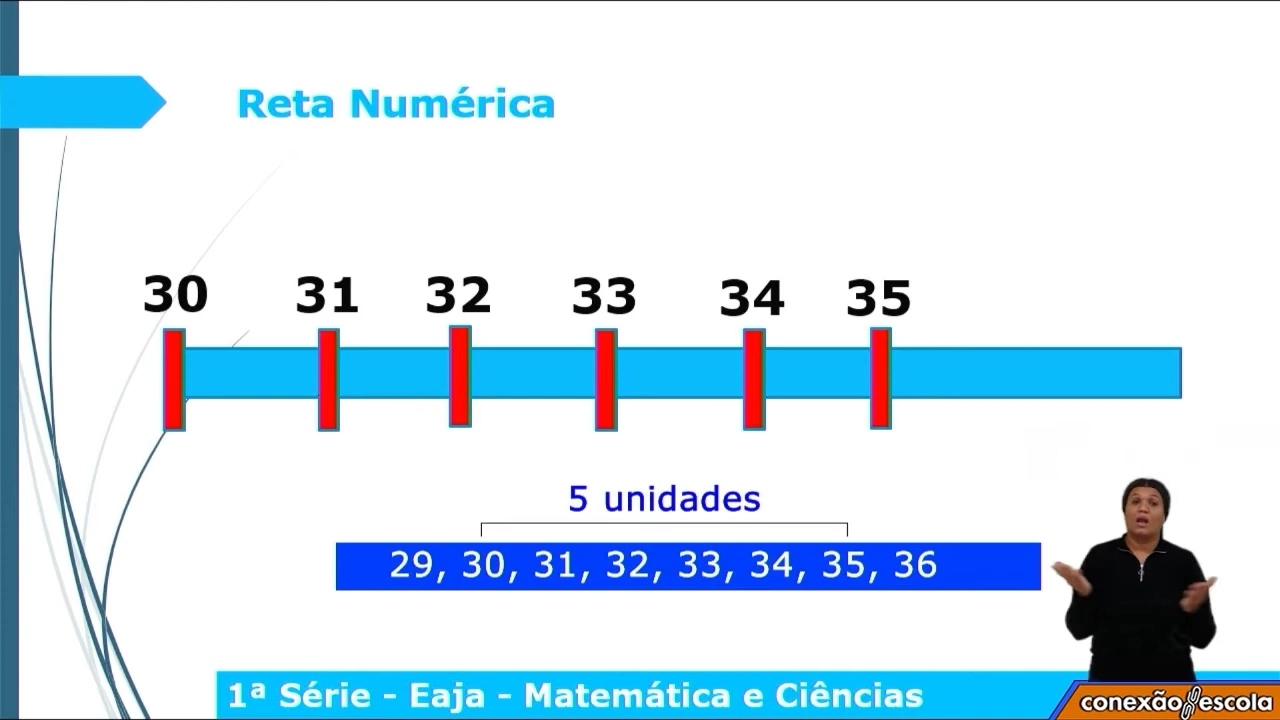 Reta Numérica
30 31 32 33 34 35
5 unidades
29, 30, 31, 32, 33, 34, 35, 36
1ª Série - Eaja - Matemática e Ciências
conexão escola